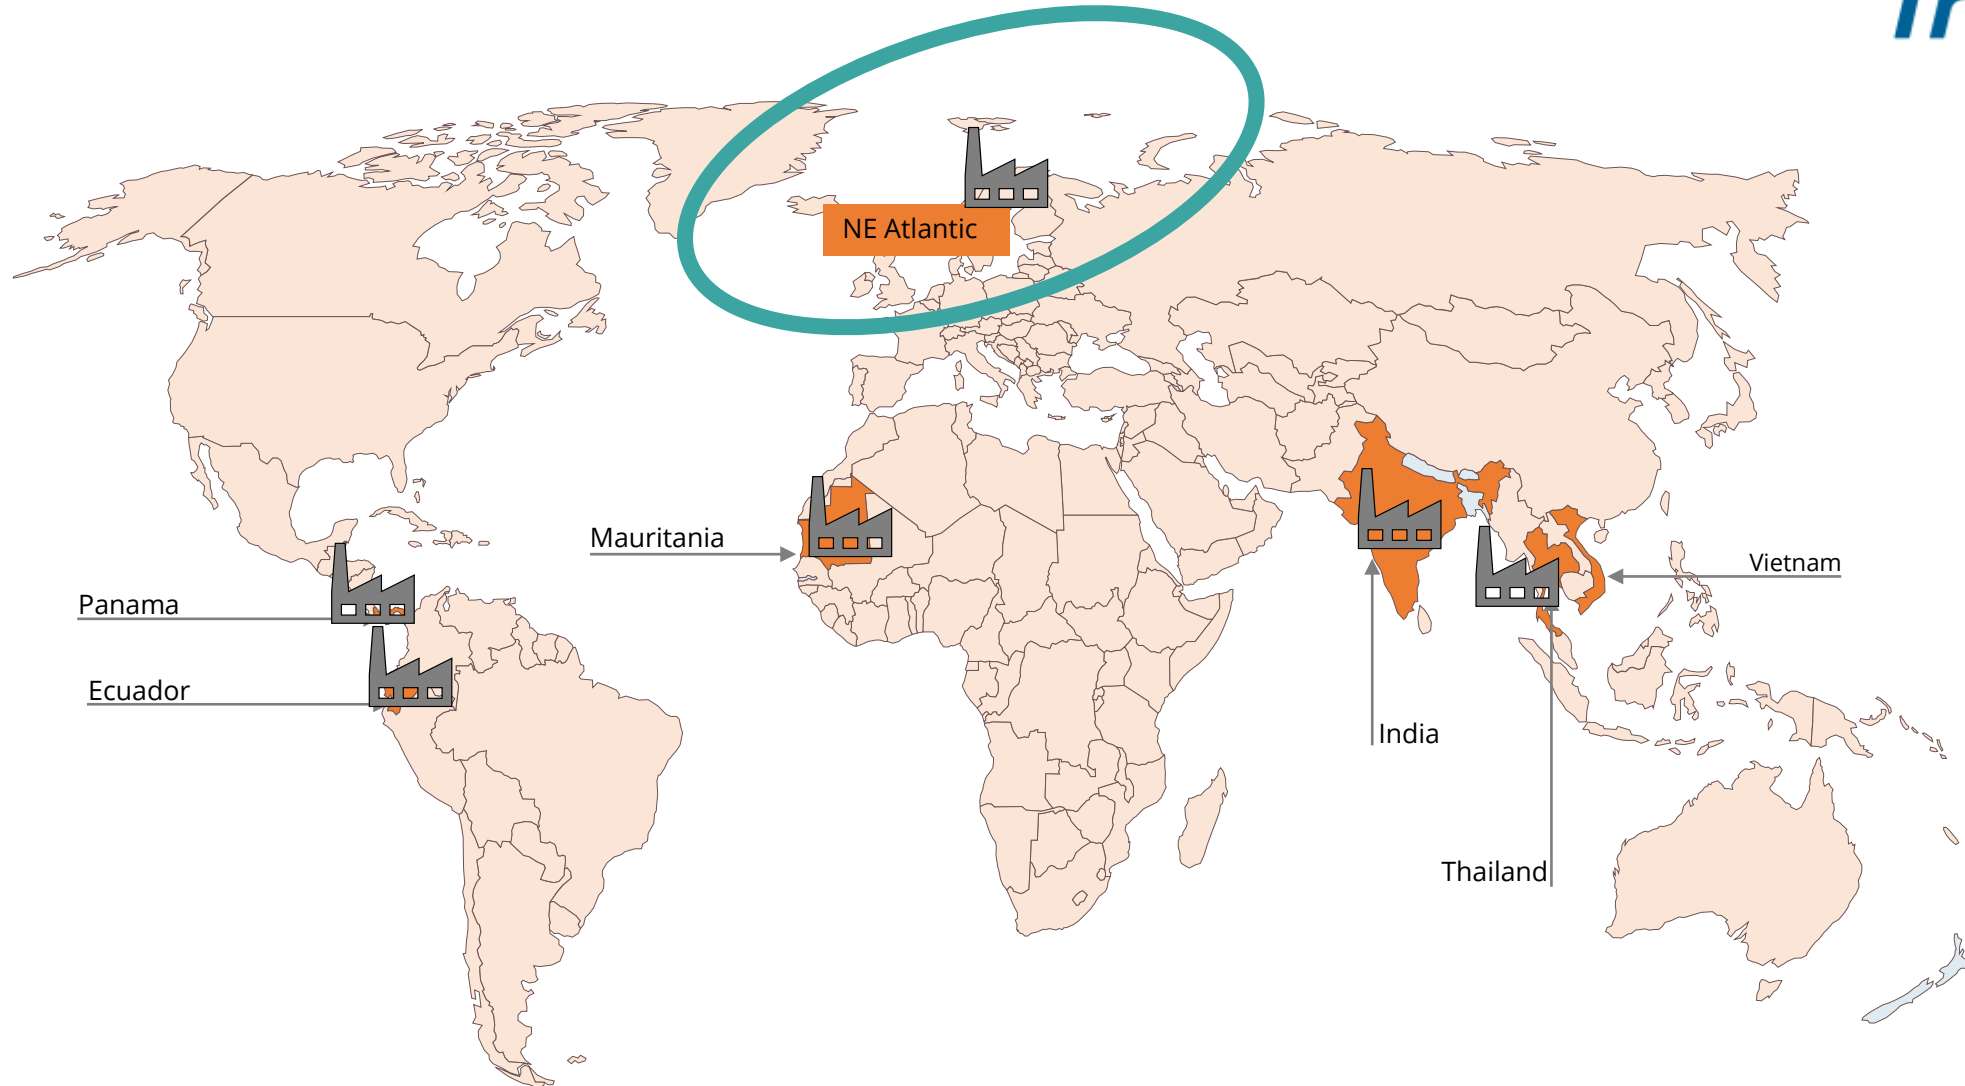 NE Atlantic
Mauritania
Vietnam
Panama
Ecuador
India
Thailand